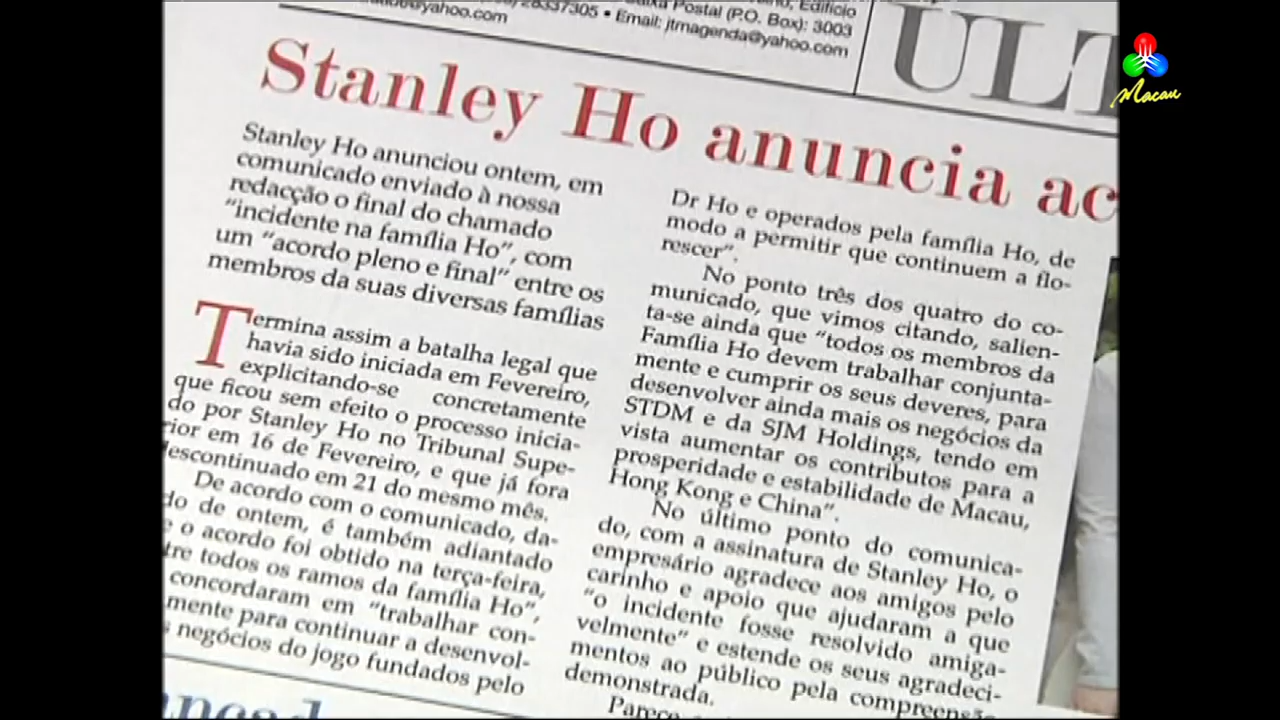 28337305 • Email: jtmagenda@yahoo.com
Postal (P.O. Box): 3003
Edifício
@yahoo.com
ULT
Macau
Stanley Ho anuncia ac
Stanley Ho anunciou ontem, em
comunicado enviado à nossa
redacção o final do chamado
“incidente na família Ho”, com
um “acordo pleno e final” entre os
membros da suas diversas famílias
Termina assim a batalha legal que
havia sido iniciada em Fevereiro,
explicitando-se concretamente
que ficou sem efeito o processo inicia-
do por Stanley Ho no Tribunal Supe-
rior em 16 de Fevereiro, e que já fora
descontinuado em 21 do mesmo mês.
De acordo com o comunicado, da-
do de ontem, é também adiantado
e o acordo foi obtido na terça-feira,
tre todos os ramos da família Ho”,
concordaram em “trabalhar con-
mente para continuar a desenvol-
s negócios do jogo fundados pelo
Dr Ho e operados pela família Ho, de
modo a permitir que continuem a flo-
rescer”.
No ponto três dos quatro do co-
municado, que vimos citando, salien-
ta-se ainda que “todos os membros da
Família Ho devem trabalhar conjunta-
mente e cumprir os seus deveres, para
desenvolver ainda mais os negócios da
STDM e da SJM Holdings, tendo em
vista aumentar os contributos para a
prosperidade e estabilidade de Macau,
Hong Kong e China”.
No último ponto do comunica-
do, com a assinatura de Stanley Ho, o
empresário agradece aos amigos pelo
carinho e apoio que ajudaram a que
“o incidente fosse resolvido amiga-
velmente” e estende os seus agradeci-
mentos ao público pela compreensão
demonstrada.
Parece